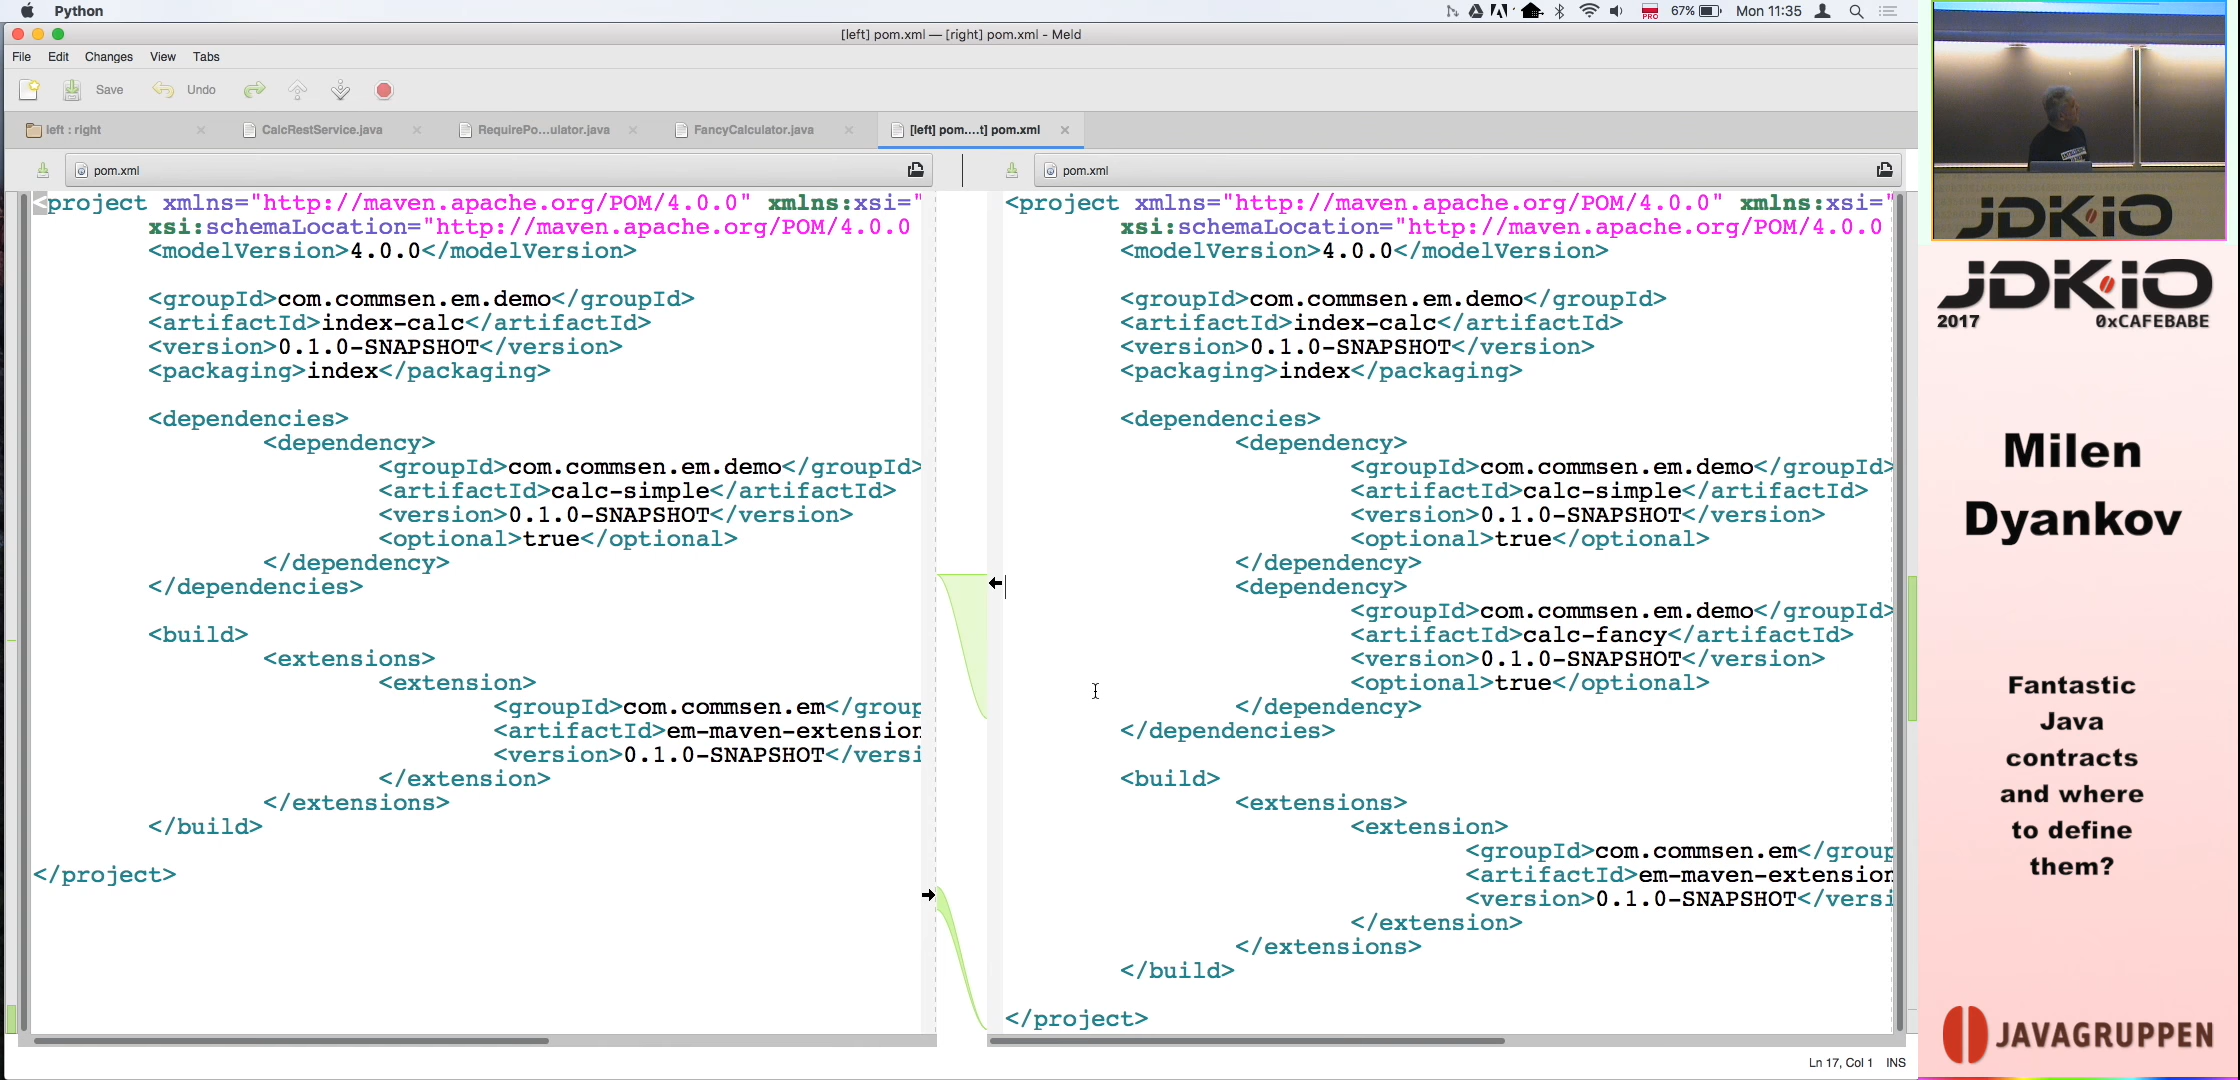 Python
67%
Mon 11:35
[left] pom.xml — [right] pom.xml - Meld
File Edit Changes View Tabs
Save Undo
left : right
CalcRestService.java
RequirePo...ulator.java
FancyCalculator.java
[left] pom....t] pom.xml
pom.xml
<project xmlns="http://maven.apache.org/POM/4.0.0" xmlns:xsi="
xsi:schemaLocation="http://maven.apache.org/POM/4.0.0
<modelVersion>4.0.0</modelVersion>
<groupId>com.commsen.em.demo</groupId>
<artifactId>index-calc</artifactId>
<version>0.1.0-SNAPSHOT</version>
<packaging>index</packaging>
<dependencies>
<dependency>
<groupId>com.commsen.em.demo</groupId>
<artifactId>calc-simple</artifactId>
<version>0.1.0-SNAPSHOT</version>
<optional>true</optional>
</dependency>
</dependencies>
<build>
<extensions>
<extension>
<groupId>com.commsen.em</group
<artifactId>em-maven-extension
<version>0.1.0-SNAPSHOT</versi
</extension>
</extensions>
</build>
</project>
pom.xml
<project xmlns="http://maven.apache.org/POM/4.0.0" xmlns:xsi="
xsi:schemaLocation="http://maven.apache.org/POM/4.0.0
<modelVersion>4.0.0</modelVersion>
<groupId>com.commsen.em.demo</groupId>
<artifactId>index-calc</artifactId>
<version>0.1.0-SNAPSHOT</version>
<packaging>index</packaging>
<dependencies>
<dependency>
<groupId>com.commsen.em.demo</groupId>
<artifactId>calc-simple</artifactId>
<version>0.1.0-SNAPSHOT</version>
<optional>true</optional>
</dependency>
<dependency>
<groupId>com.commsen.em.demo</groupId>
<artifactId>calc-fancy</artifactId>
<version>0.1.0-SNAPSHOT</version>
<optional>true</optional>
</dependency>
</dependencies>
<build>
<extensions>
<extension>
<groupId>com.commsen.em</group
<artifactId>em-maven-extension
<version>0.1.0-SNAPSHOT</versi
</extension>
</extensions>
</build>
</project>
Ln 17, Col 1 INS
JDKiO
JDKiO
2017 0xCAFEBABE
Milen
Dyankov
Fantastic
Java
contracts
and where
to define
them?
JAVAGRUPPEN